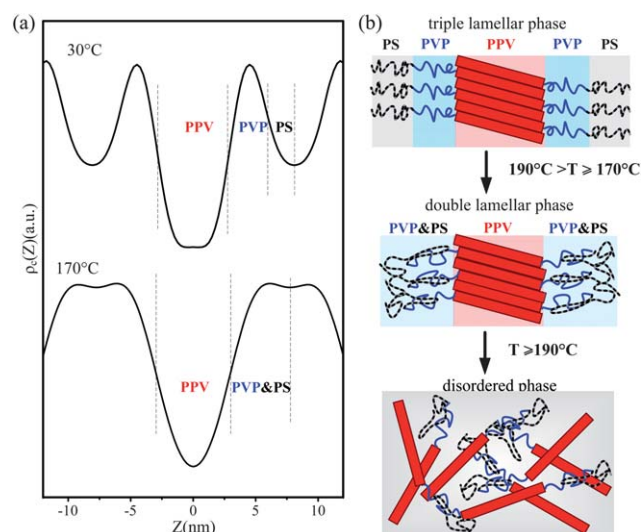 (a)
30°C
PPV
PVP
PS
170°C
PPV
PVP&PS
ρc(Z)(a.u.)
-10 -5 0 5 10
Z(nm)
(b)
triple lamellar phase
PS PVP PPV PVP PS
190°C >T ⩾ 170°C
double lamellar phase
PVP&PS PPV PVP&PS
T ⩾190°C
disordered phase